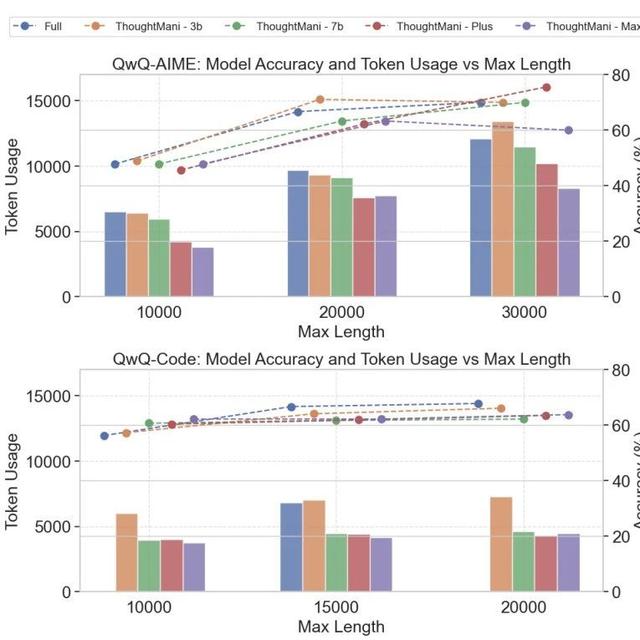 Full ThoughtMani - 3b ThoughtMani - 7b ThoughtMani - Plus ThoughtMani - Max
QwQ-AIME: Model Accuracy and Token Usage vs Max Length
Token Usage
15000
10000
5000
0
80
60
40
20
0
Accuracy (%)
10000 20000 30000
Max Length
QwQ-Code: Model Accuracy and Token Usage vs Max Length
Token Usage
15000
10000
5000
0
80
60
40
20
0
Accuracy (%)
10000 15000 20000
Max Length